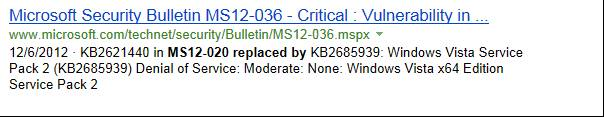 Microsoft Security Bulletin MS12-036 - Critical : Vulnerability in ...
www.microsoft.com/technet/security/Bulletin/MS12-036.mspx
12/6/2012 · KB2621440 in MS12-020 replaced by KB2685939: Windows Vista Service
Pack 2 (KB2685939) Denial of Service: Moderate: None: Windows Vista x64 Edition
Service Pack 2